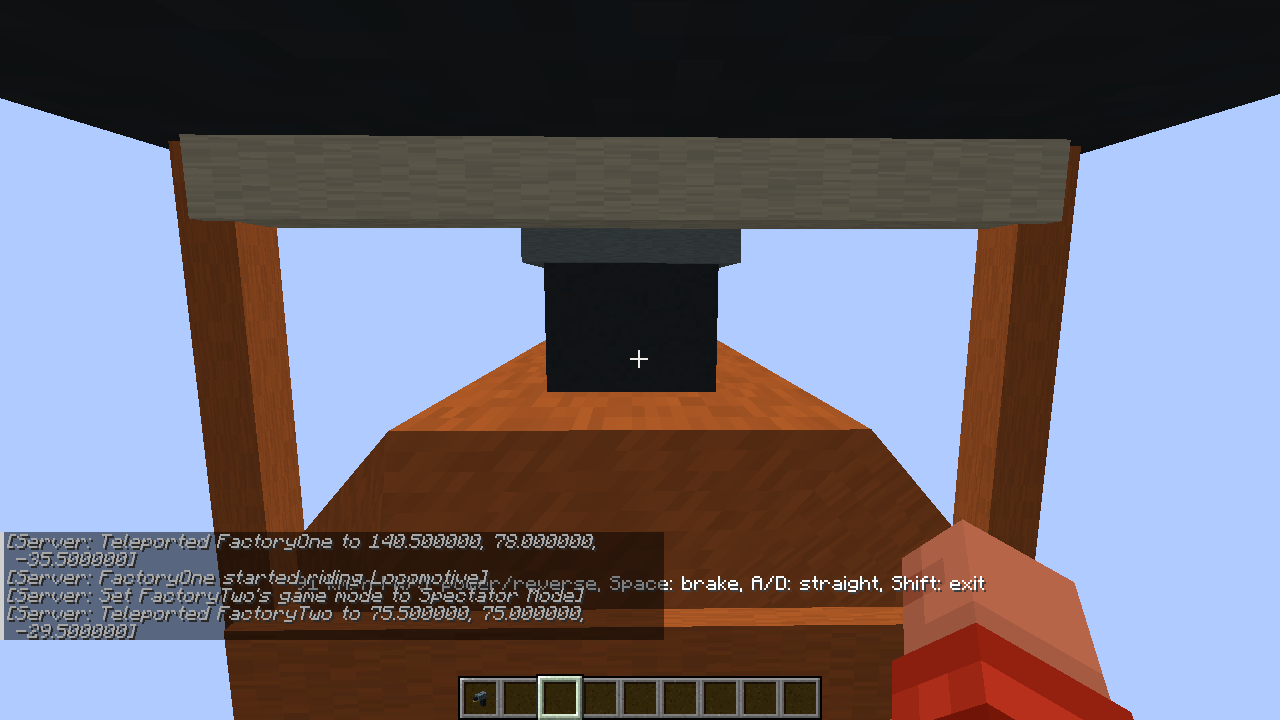 [Server: Teleported FactoryOne to 140.500000, 78.000000,
-35.500000]
[Server: FactoryOne started riding Locomotive]
power/reverse, Space: brake, A/D: straight, Shift: exit
[Server: Set FactoryTwo's game mode to Spectator Mode]
[Server: Teleported FactoryTwo to 75.500000, 75.000000,
-29.500000]